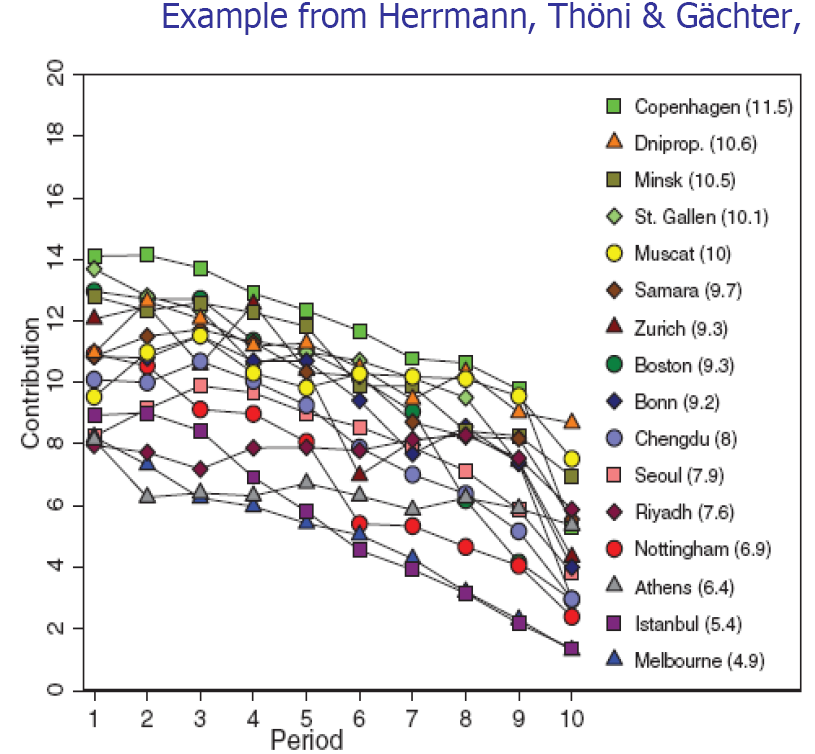 Example from Herrmann, Thöni & Gächter,
20
18
16
14
12
10
8
6
4
2
0
Contribution
Copenhagen (11.5)
Dniprop. (10.6)
Minsk (10.5)
St. Gallen (10.1)
Muscat (10)
Samara (9.7)
Zurich (9.3)
Boston (9.3)
Bonn (9.2)
Chengdu (8)
Seoul (7.9)
Riyadh (7.6)
Nottingham (6.9)
Athens (6.4)
Istanbul (5.4)
Melbourne (4.9)
1 2 3 4 5 6 7 8 9 10
Period